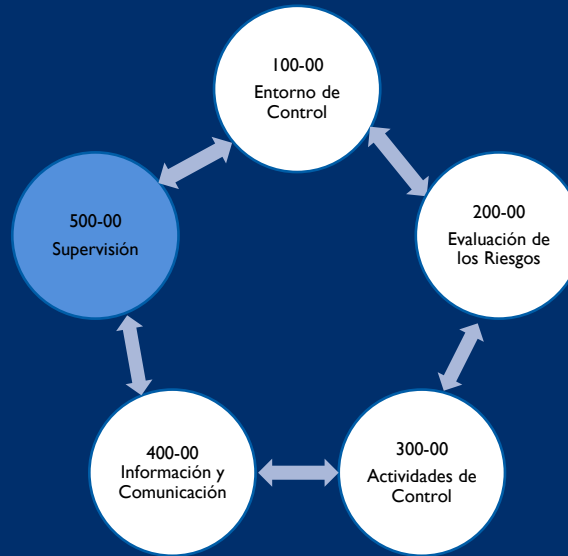 100-00
Entorno de
Control
200-00
Evaluación de
los Riesgos
300-00
Actividades de
Control
400-00
Información y
Comunicación
500-00
Supervisión